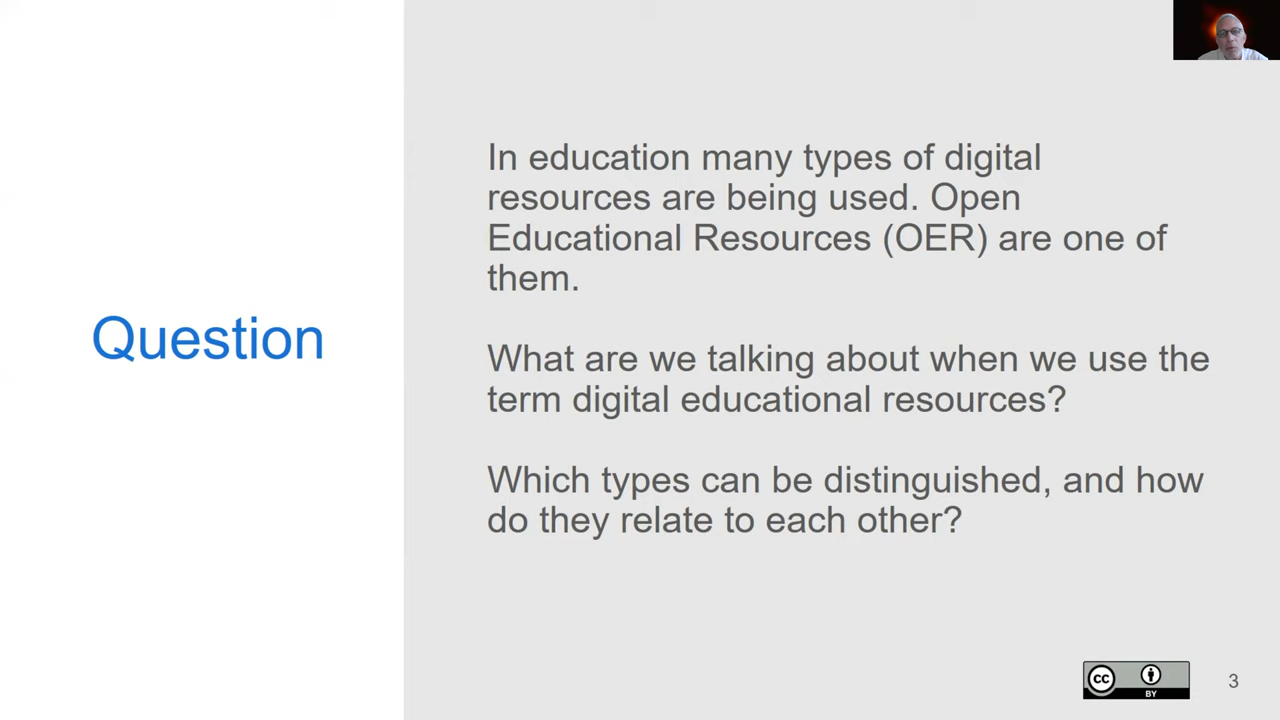 In education many types of digital
resources are being used. Open
Educational Resources (OER) are one of
them.
Question
What are we talking about when we use the
term digital educational resources?
Which types can be distinguished, and how
do they relate to each other?
cc
BY
3